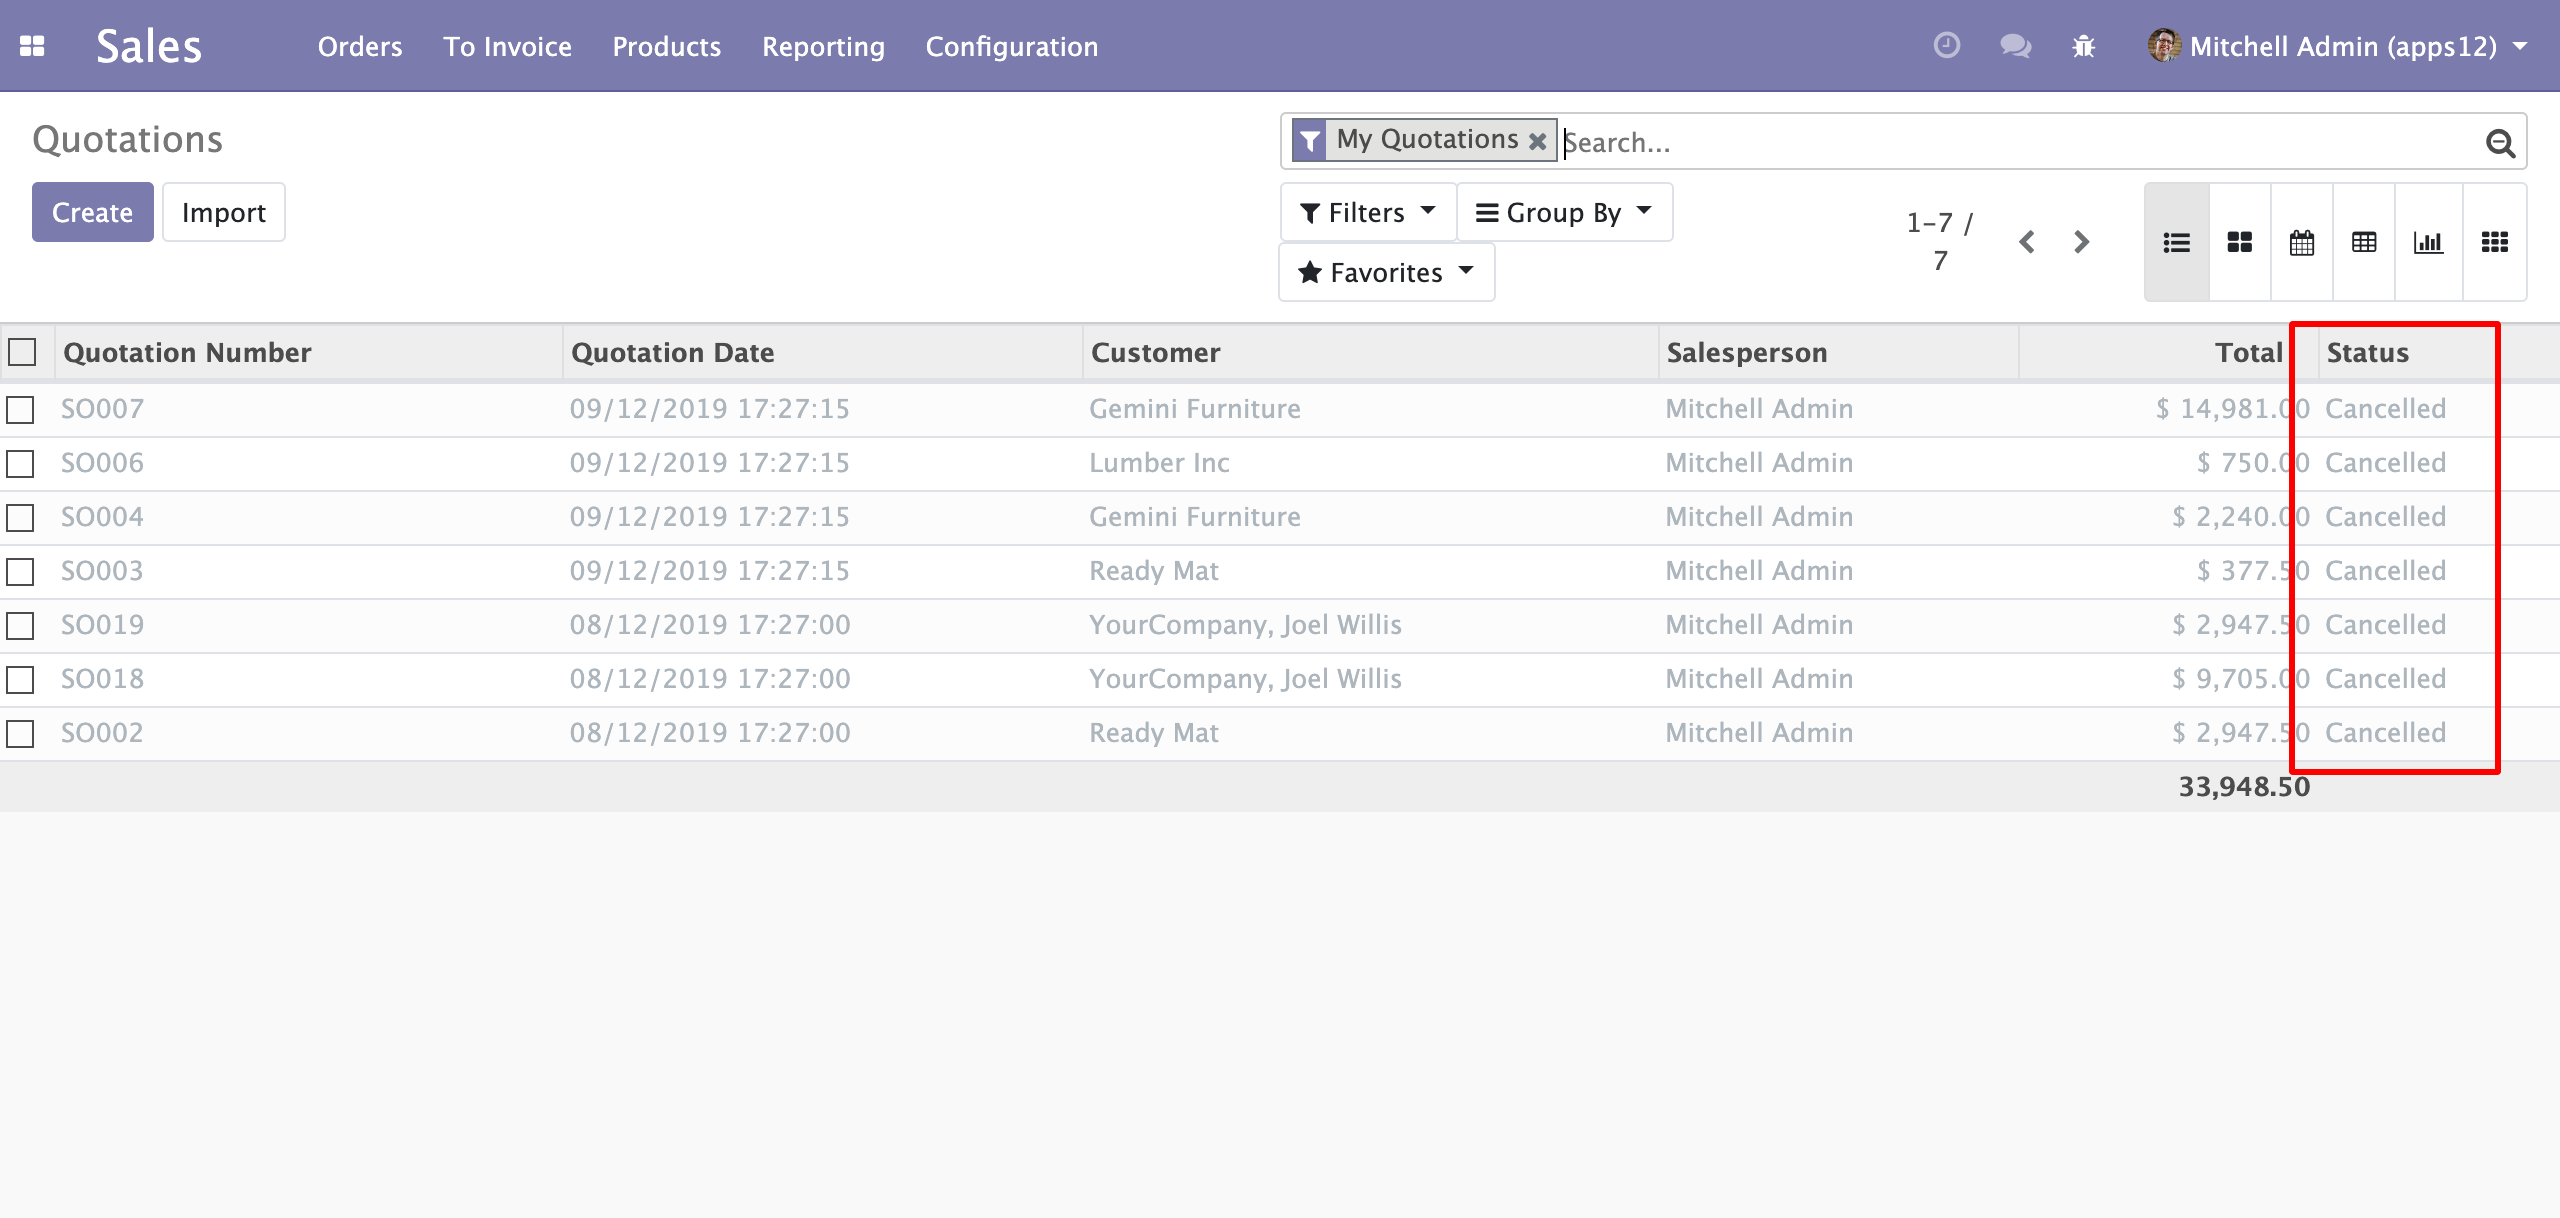 Sales Orders To Invoice Products Reporting Configuration Mitchell Admin (apps12)
Quotations
My Quotations Search...
Create Import
Filters Group By
Favorites
1-7 /
7
Quotation Number Quotation Date Customer Salesperson Total Status
SO007 09/12/2019 17:27:15 Gemini Furniture Mitchell Admin $ 14,981.00 Cancelled
SO006 09/12/2019 17:27:15 Lumber Inc Mitchell Admin $ 750.00 Cancelled
SO004 09/12/2019 17:27:15 Gemini Furniture Mitchell Admin $ 2,240.00 Cancelled
SO003 09/12/2019 17:27:15 Ready Mat Mitchell Admin $ 377.50 Cancelled
SO019 08/12/2019 17:27:00 YourCompany, Joel Willis Mitchell Admin $ 2,947.50 Cancelled
SO018 08/12/2019 17:27:00 YourCompany, Joel Willis Mitchell Admin $ 9,705.00 Cancelled
SO002 08/12/2019 17:27:00 Ready Mat Mitchell Admin $ 2,947.50 Cancelled
33,948.50